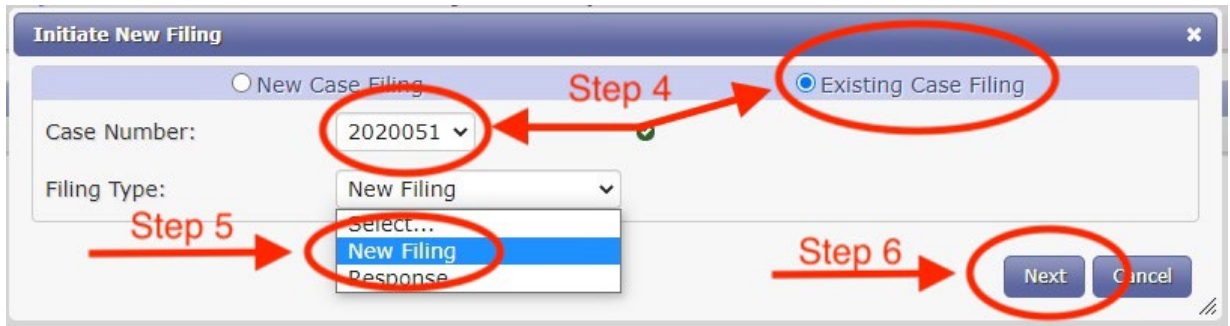 Initiate New Filing
New Case Filing Step 4 Existing Case Filing
Case Number: 2020051
Filing Type: New Filing
Select...
Step 5 New Filing
Response
Step 6 Next Cancel